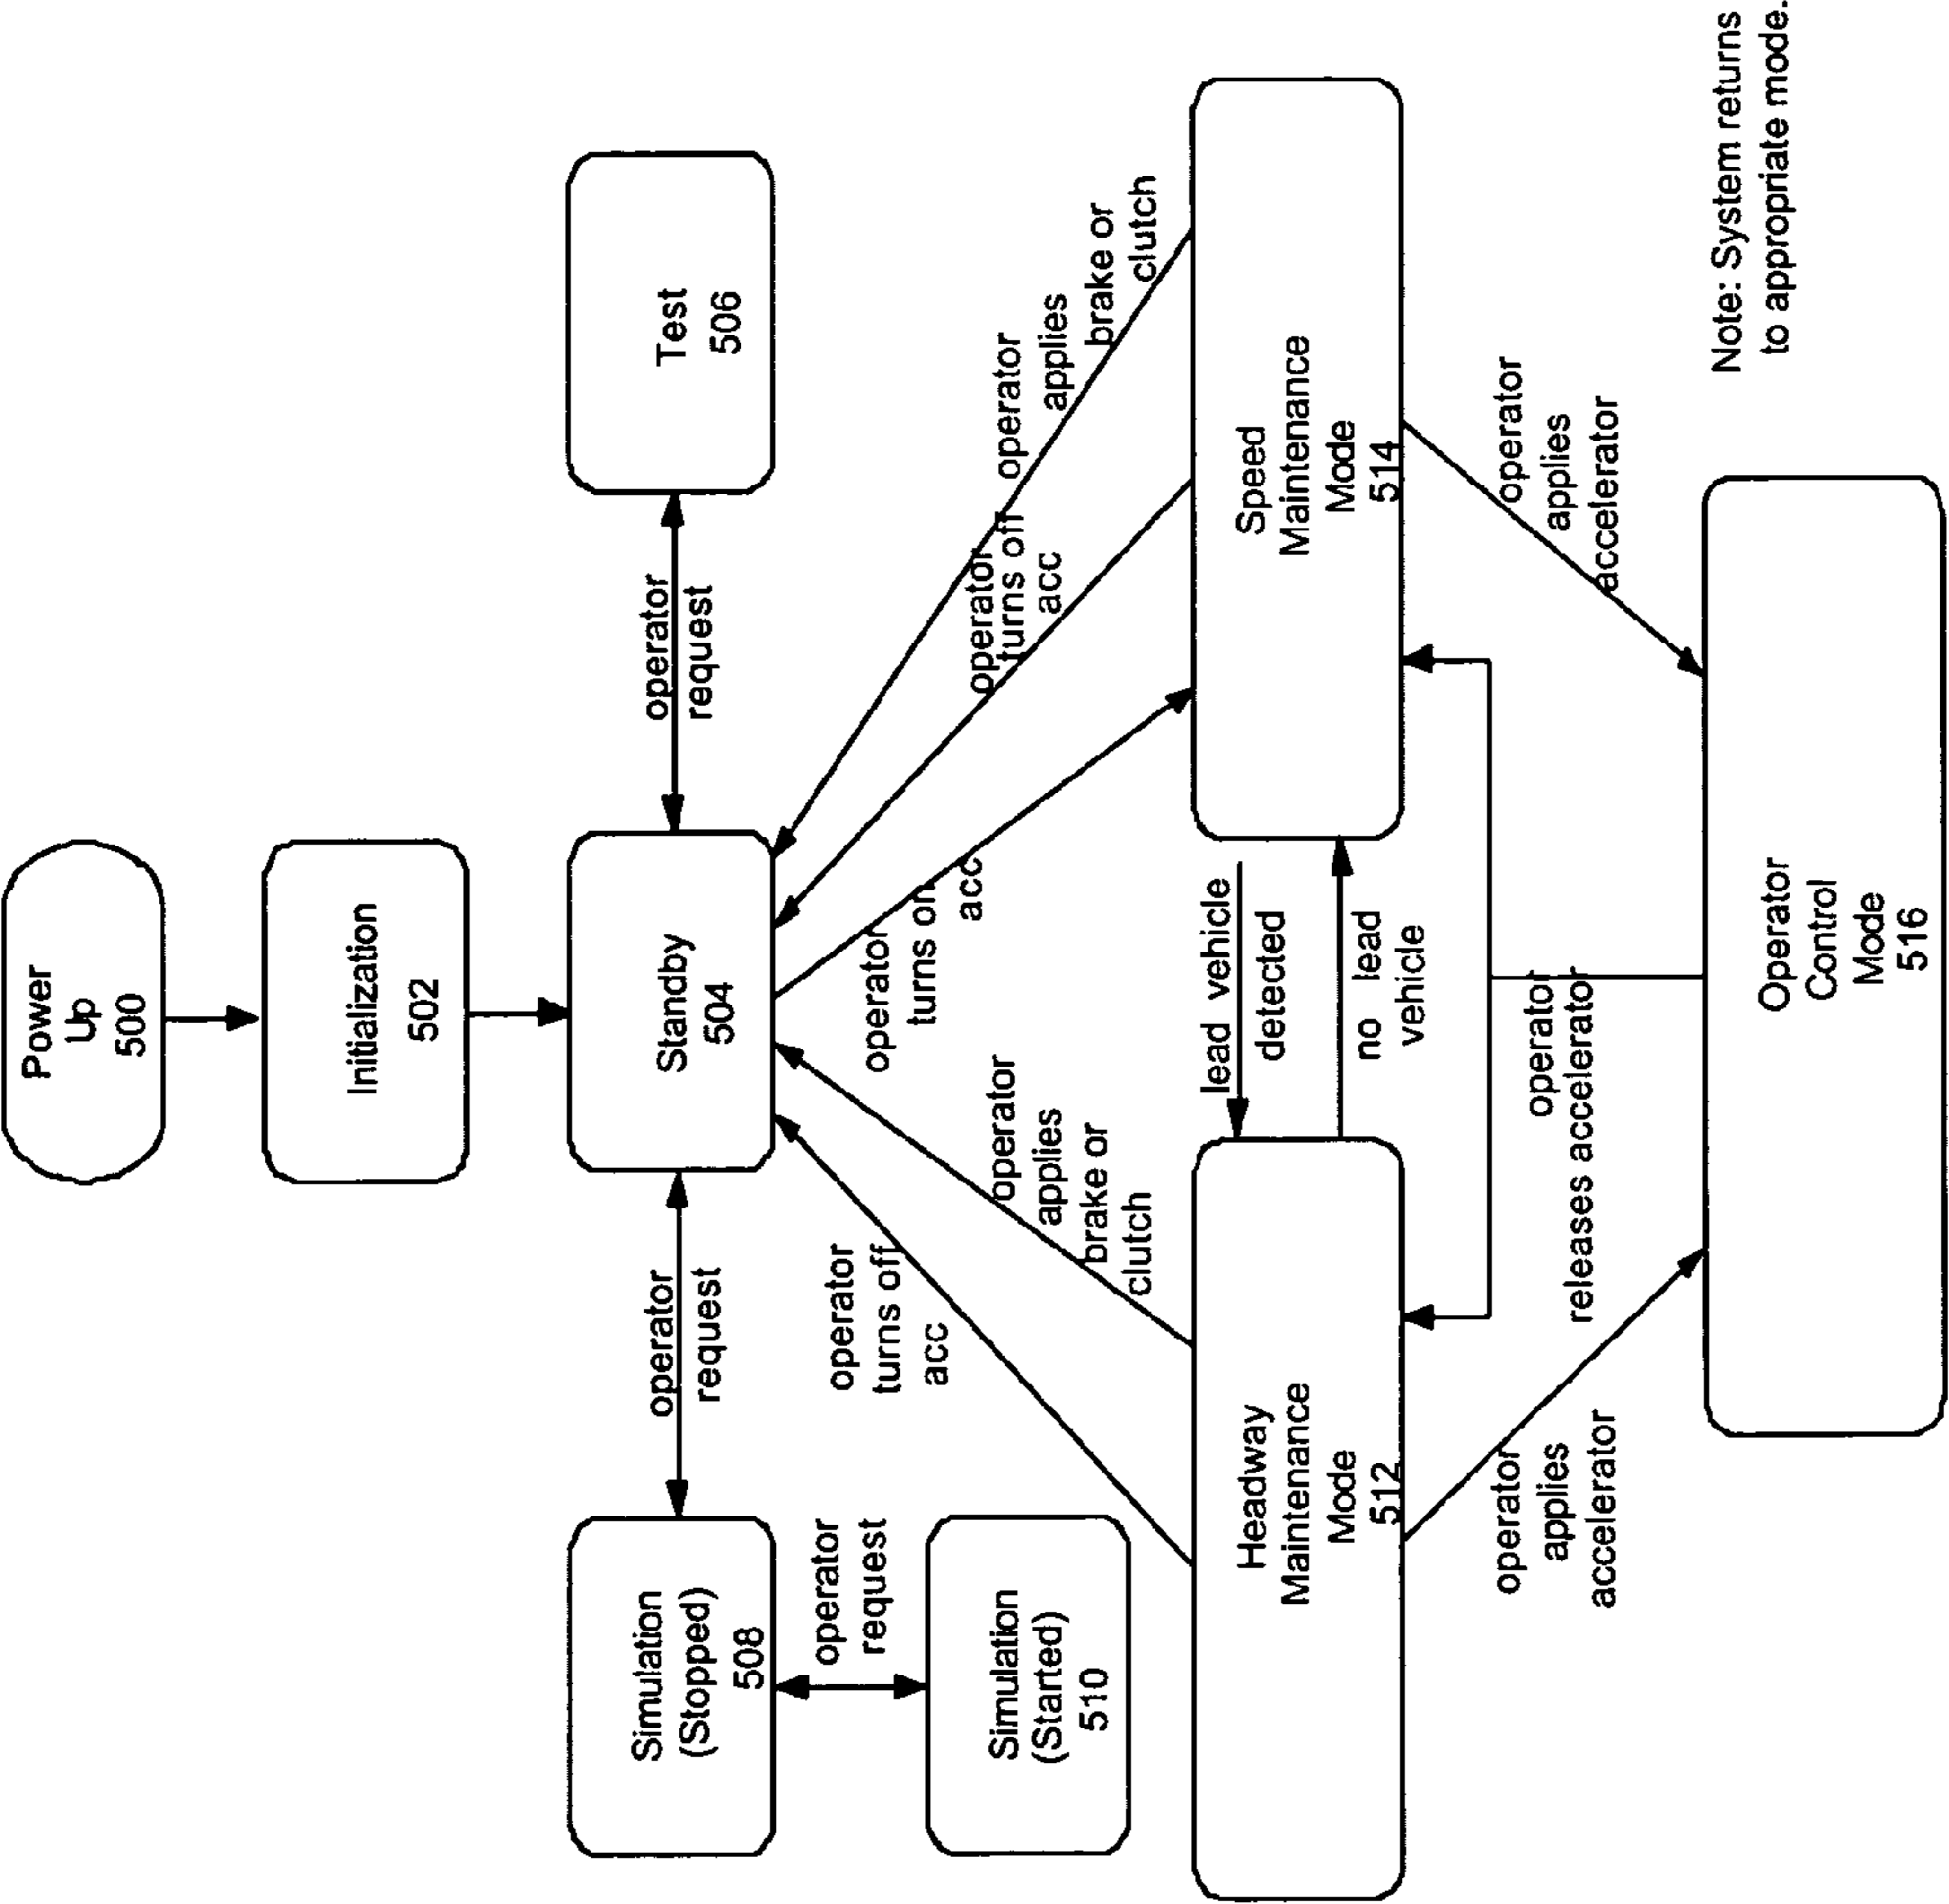 Power
Up
500
Initialization
502
Standby
504
operator
request
Test
506
operator
request
Simulation
(Stopped)
508
operator
request
Simulation
(Started)
510
operator
turns off
acc
operator
applies
brake or
clutch
operator
turns on
acc
operator
turns off
acc
operator
applies
brake or
clutch
Headway
Maintenance
Mode
512
lead vehicle
detected
no lead
vehicle
Speed
Maintenance
Mode
514
operator
applies
accelerator
operator
releases accelerator
operator
applies
accelerator
Operator
Control
Mode
516
Note: System returns
to appropriate mode.